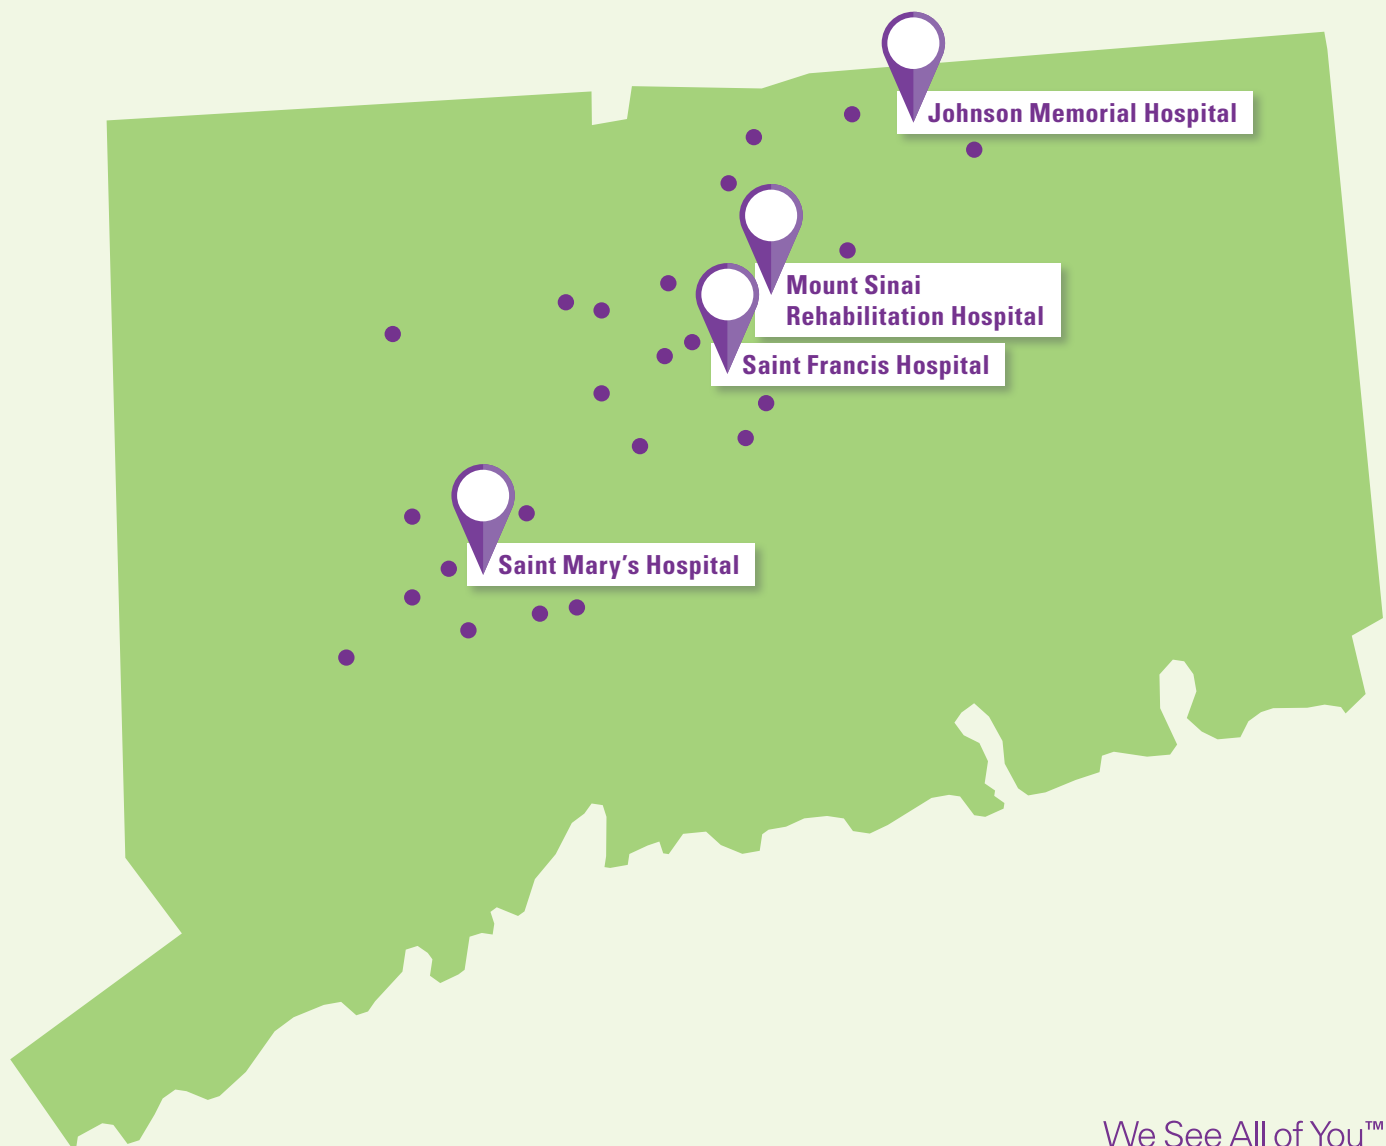 Johnson Memorial Hospital
Mount Sinai
Rehabilitation Hospital
Saint Francis Hospital
Saint Mary’s Hospital
We See All of You™